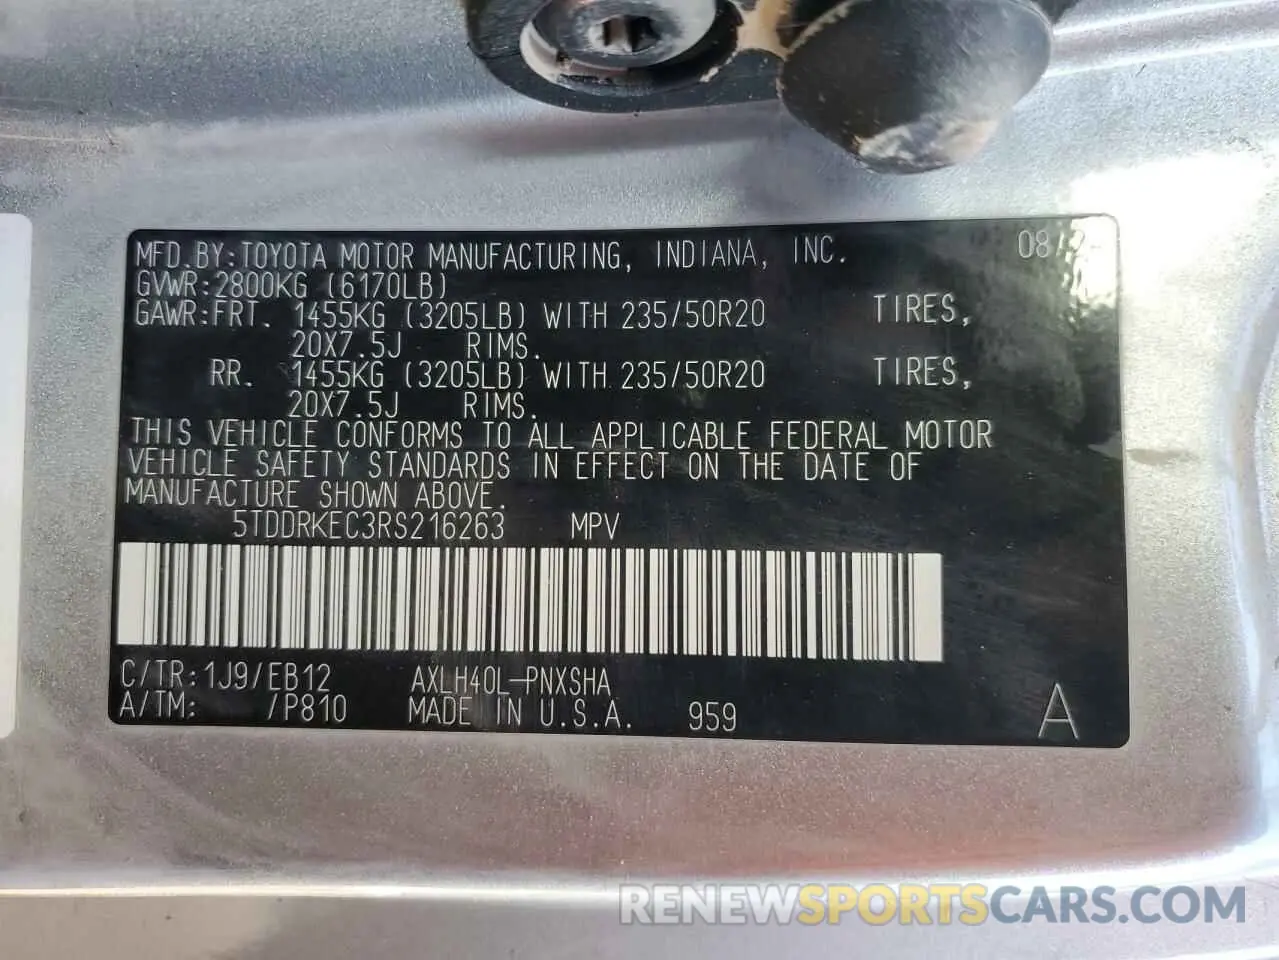 MFD.BY:TOYOTA MOTOR MANUFACTURING, INDIANA, INC.
GVWR:2800KG (6170LB)
GAWR:FRT. 1455KG (3205LB) WITH 235/50R20 TIRES,
20X7.5J RIMS.
RR. 1455KG (3205LB) WITH 235/50R20 TIRES,
20X7.5J RIMS.
THIS VEHICLE CONFORMS TO ALL APPLICABLE FEDERAL MOTOR
VEHICLE SAFETY STANDARDS IN EFFECT ON THE DATE OF
MANUFACTURE SHOWN ABOVE.
5TDDRKEC3RS216263 MPV
C/TR:1J9/EB12 AXLH40L-PNXSHA
A/TM: /P810 MADE IN U.S.A. 959 A
RENEWSPORTSCARS.COM